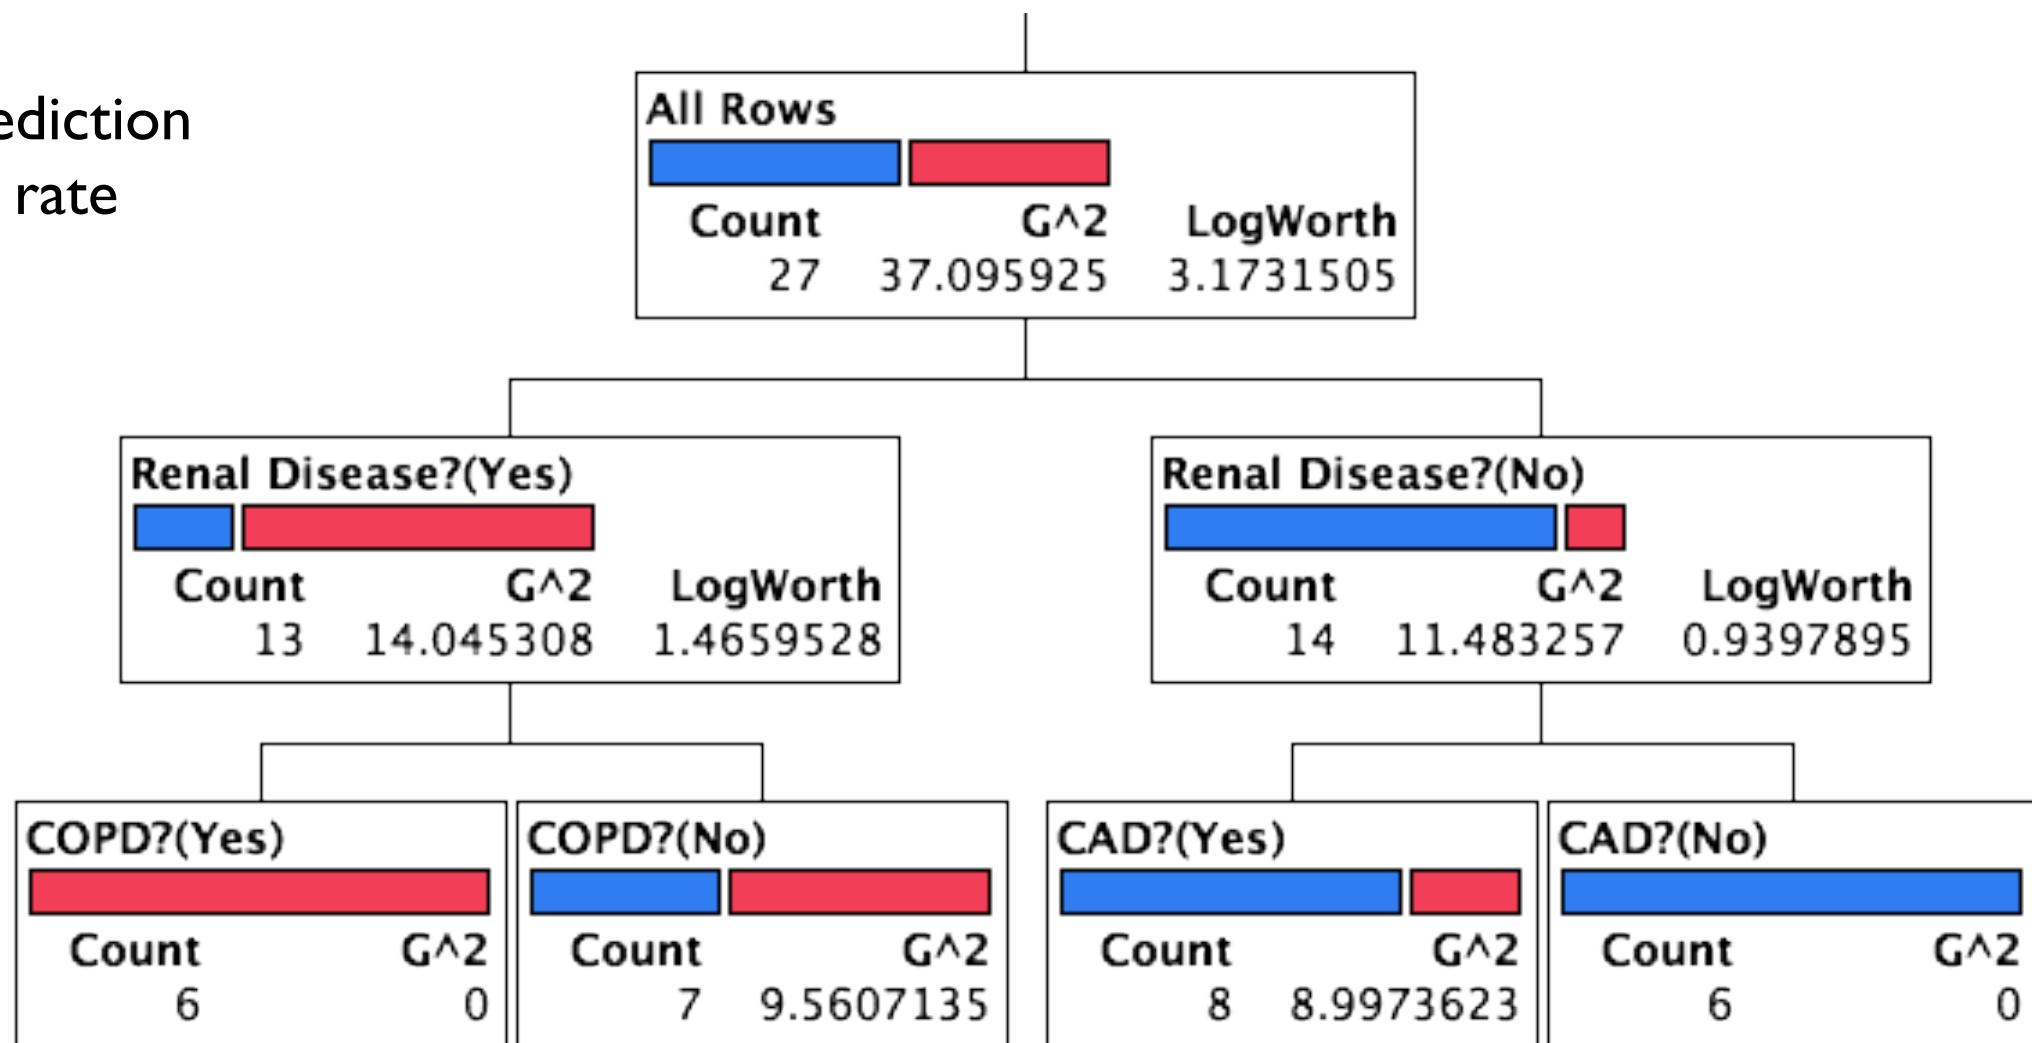 ediction
rate
All Rows
Count G^2 LogWorth
27 37.095925 3.1731505
Renal Disease?(Yes)
Count G^2 LogWorth
13 14.045308 1.4659528
Renal Disease?(No)
Count G^2 LogWorth
14 11.483257 0.9397895
COPD?(Yes)
Count G^2
6 0
COPD?(No)
Count G^2
7 9.5607135
CAD?(Yes)
Count G^2
8 8.9973623
CAD?(No)
Count G^2
6 0